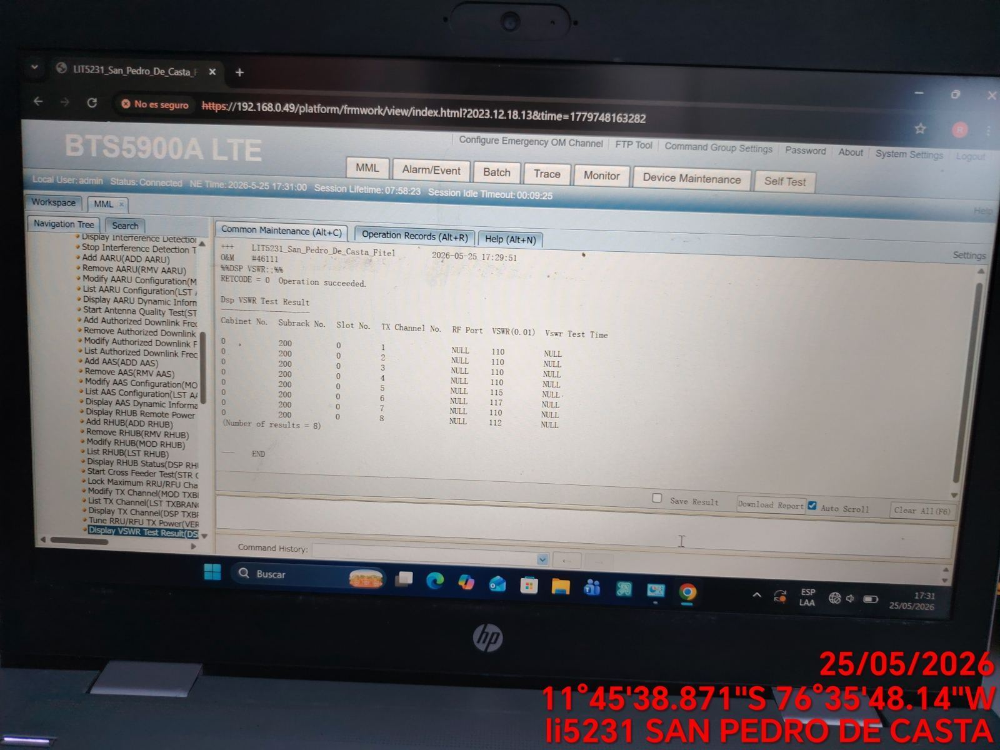 LIT5231_San_Pedro_De_Casta_F
No es seguro https://192.168.0.49/platform/frmwork/view/index.html?2023.12.18.13&time=1779748163282
R
BTS5900A LTE
Configure Emergency OM Channel FTP Tool Command Group Settings Password About System Settings Logout
MML Alarm/Event Batch Trace Monitor Device Maintenance Self Test
Local User: admin Status: Connected NE Time: 2026-5-25 17:31:00 Session Lifetime: 07:58:23 Session Idle Timeout: 00:09:25
Help
Workspace MML
Navigation Tree Search
Display Interference Detection
Stop Interference Detection T
Add AARU(ADD AARU)
Remove AARU(RMV AARU)
Modify AARU Configuration(M
List AARU Configuration(LST
Display AARU Dynamic Inform
Start Antenna Quality Test(ST
Add Authorized Downlink Frec
Remove Authorized Downlink
Modify Authorized Downlink F
List Authorized Downlink Frec
Add AAS(ADD AAS)
Remove AAS(RMV AAS)
Modify AAS Configuration(MO
List AAS Configuration(LST
Display AAS Dynamic Informa
Display RHUB Remote Power
Add RHUB(ADD RHUB)
Remove RHUB(RMV RHUB)
Modify RHUB(MOD RHUB)
List RHUB(LST RHUB)
Display RHUB Status(DSP RH
Start Cross Feeder Test(STR
Lock Maximum RRU/RFU Cha
Modify TX Channel(MOD TXB
List TX Channel(LST TXBRAN
Display TX Channel(DSP TXB
Tune RRU/RFU TX Power(VER
Display VSWR Test Result(DS
Common Maintenance (Alt+C) Operation Records (Alt+R) Help (Alt+N)
Settings
+++ LIT5231_San_Pedro_De_Casta_Fitel 2026-05-25 17:29:51
O&M #46111
%%DSP VSWR:;%%
RETCODE = 0 Operation succeeded.
Dsp VSWR Test Result
Cabinet No. Subrack No. Slot No. TX Channel No. RF Port VSWR(0.01) Vswr Test Time
0 200 0 1 NULL 110 NULL
0 200 0 2 NULL 110 NULL
0 200 0 3 NULL 110 NULL
0 200 0 4 NULL 110 NULL
0 200 0 5 NULL 115 NULL
0 200 0 6 NULL 117 NULL
0 200 0 7 NULL 110 NULL
0 200 0 8 NULL 112 NULL
(Number of results = 8)
--- END
Save Result Download Report Auto Scroll Clear All(F6)
Command History:
Buscar
ESP
LAA
17:31
25/05/2026
hp
25/05/2026
11°45'38.871"S 76°35'48.14"W
li5231 SAN PEDRO DE CASTA